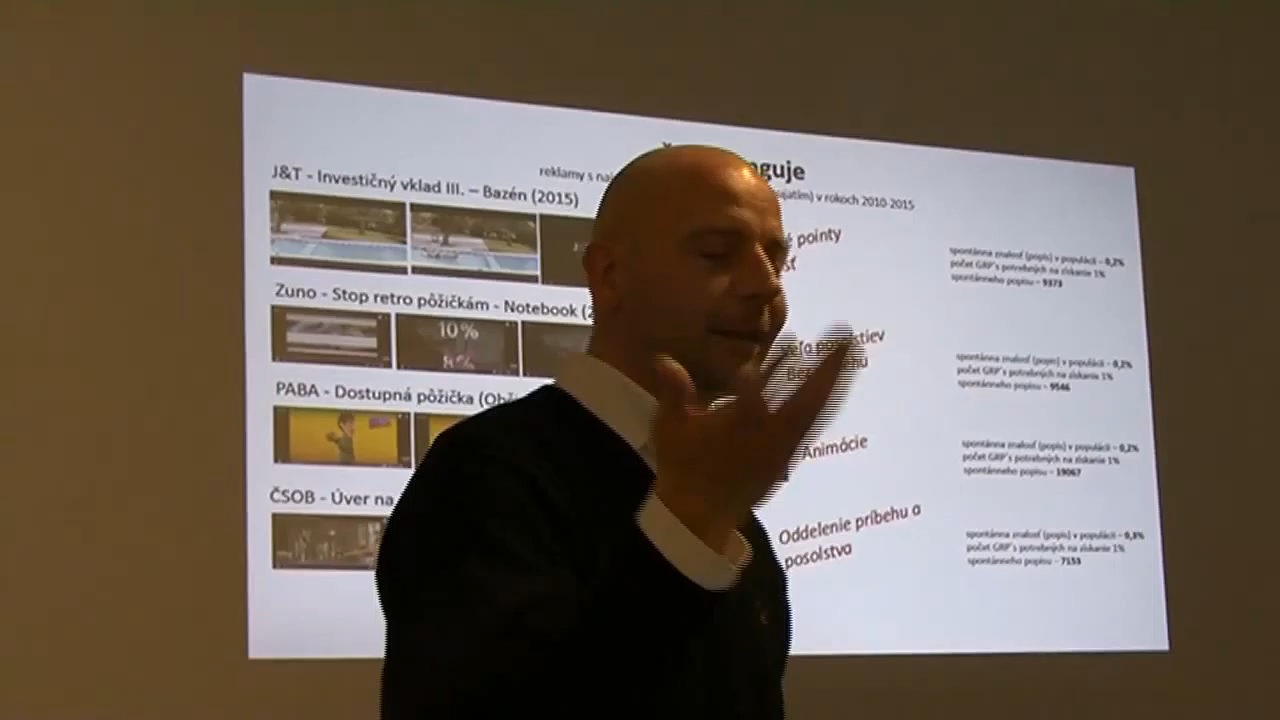 reklamy s
v rokoch 2010-2015
J&T - Investičný vklad III. – Bazén (2015)
pointy
spontánna znalosť (popis) v populácii – 0,2%
počet GRP´s potrebných na získanie 1%
spontánneho popisu – 9373
Zuno - Stop retro pôžičkám - Notebook
10%
8%
spontánna znalosť (popis) v populácii – 0,2%
počet GRP´s potrebných na získanie 1%
spontánneho popisu – 9546
PABA - Dostupná pôžička
Animácie
spontánna znalosť (popis) v populácii – 0,2%
počet GRP´s potrebných na získanie 1%
spontánneho popisu – 19067
ČSOB - Úver na
Oddelenie príbehu a
posolstva
spontánna znalosť (popis) v populácii – 0,3%
počet GRP´s potrebných na získanie 1%
spontánneho popisu – 7153